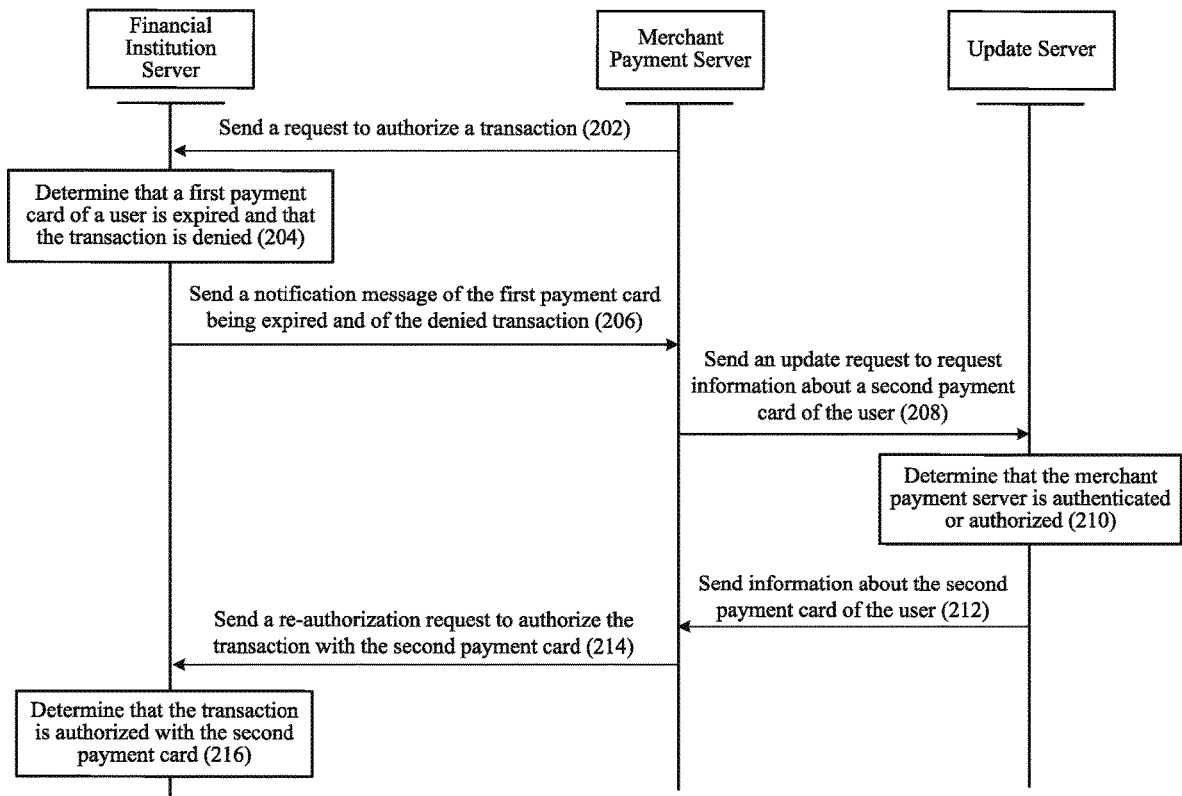 Financial
Institution
Server
Merchant
Payment Server
Update Server
Send a request to authorize a transaction (202)
Determine that a first payment
card of a user is expired and that
the transaction is denied (204)
Send a notification message of the first payment card
being expired and of the denied transaction (206)
Send an update request to request
information about a second payment
card of the user (208)
Determine that the merchant
payment server is authenticated
or authorized (210)
Send information about the second
payment card of the user (212)
Send a re-authorization request to authorize the
transaction with the second payment card (214)
Determine that the transaction
is authorized with the second
payment card (216)